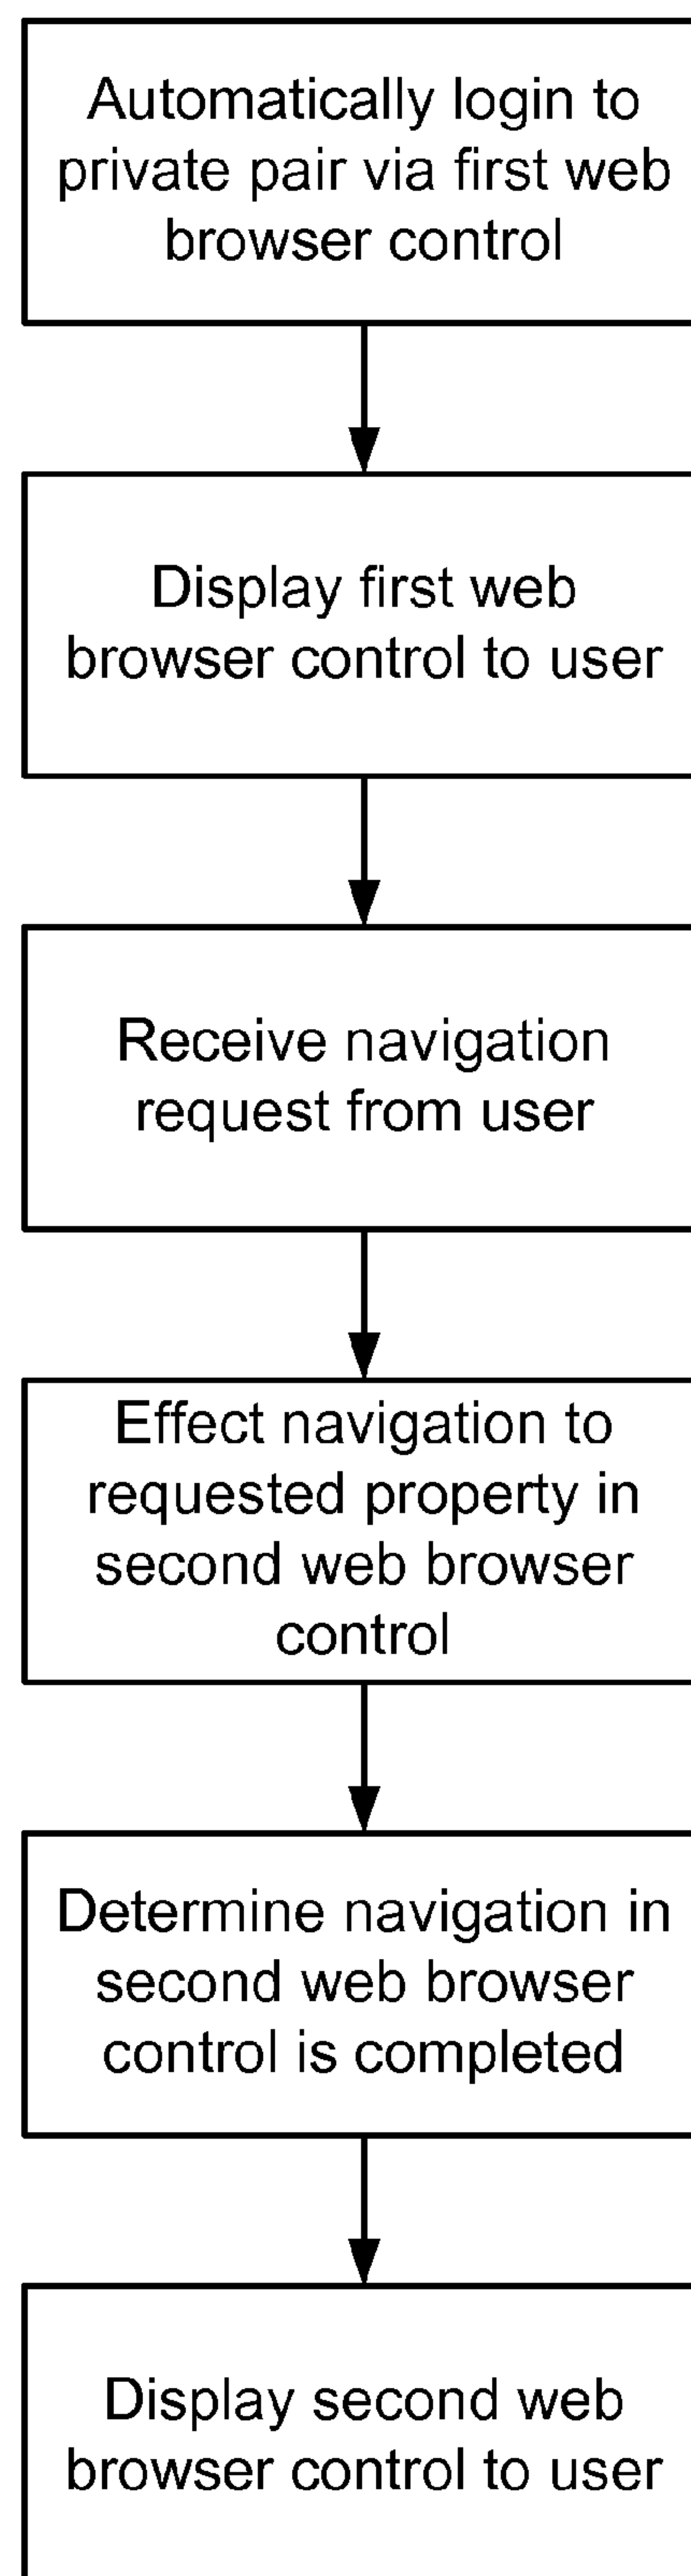 Automatically login to
private pair via first web
browser control
Display first web
browser control to user
Receive navigation
request from user
Effect navigation to
requested property in
second web browser
control
Determine navigation in
second web browser
control is completed
Display second web
browser control to user